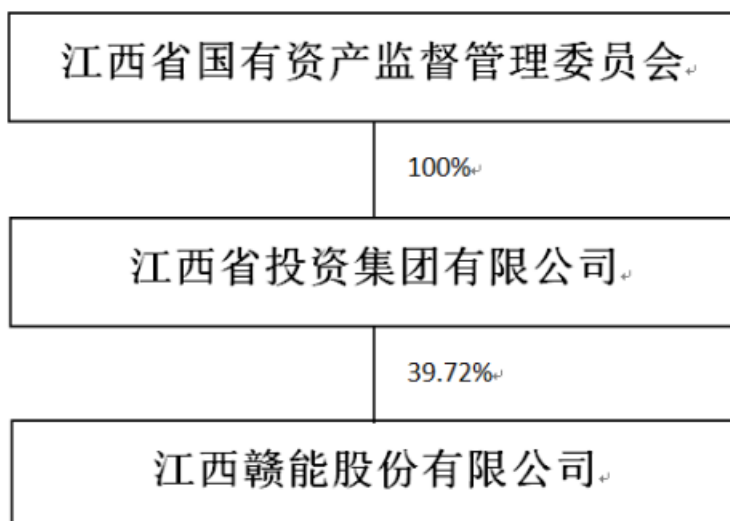 江西省国有资产监督管理委员会
100%
江西省投资集团有限公司
39.72%
江西赣能股份有限公司